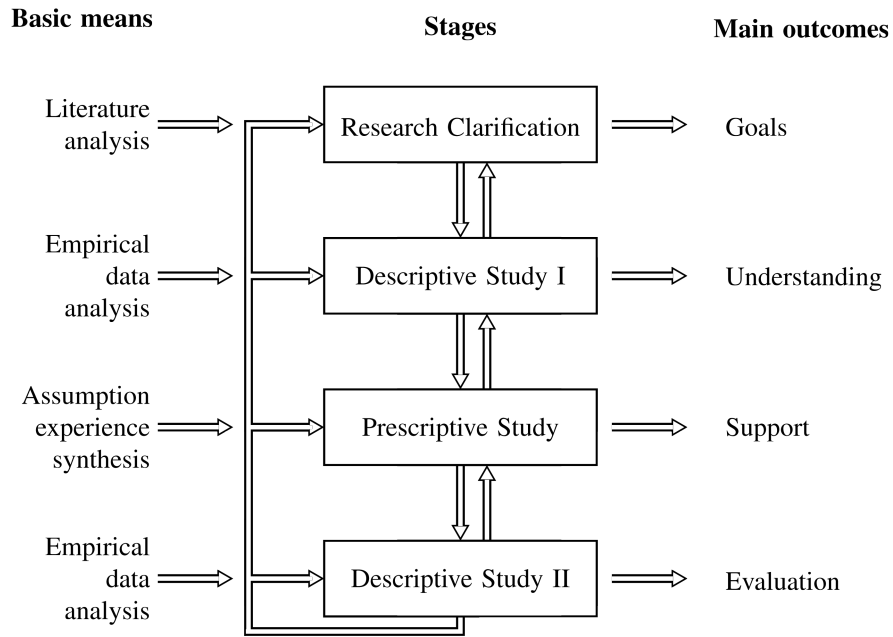 Basic means
Stages
Main outcomes
Literature
analysis
Research Clarification
Goals
Empirical
data
analysis
Descriptive Study I
Understanding
Assumption
experience
synthesis
Prescriptive Study
Support
Empirical
data
analysis
Descriptive Study II
Evaluation